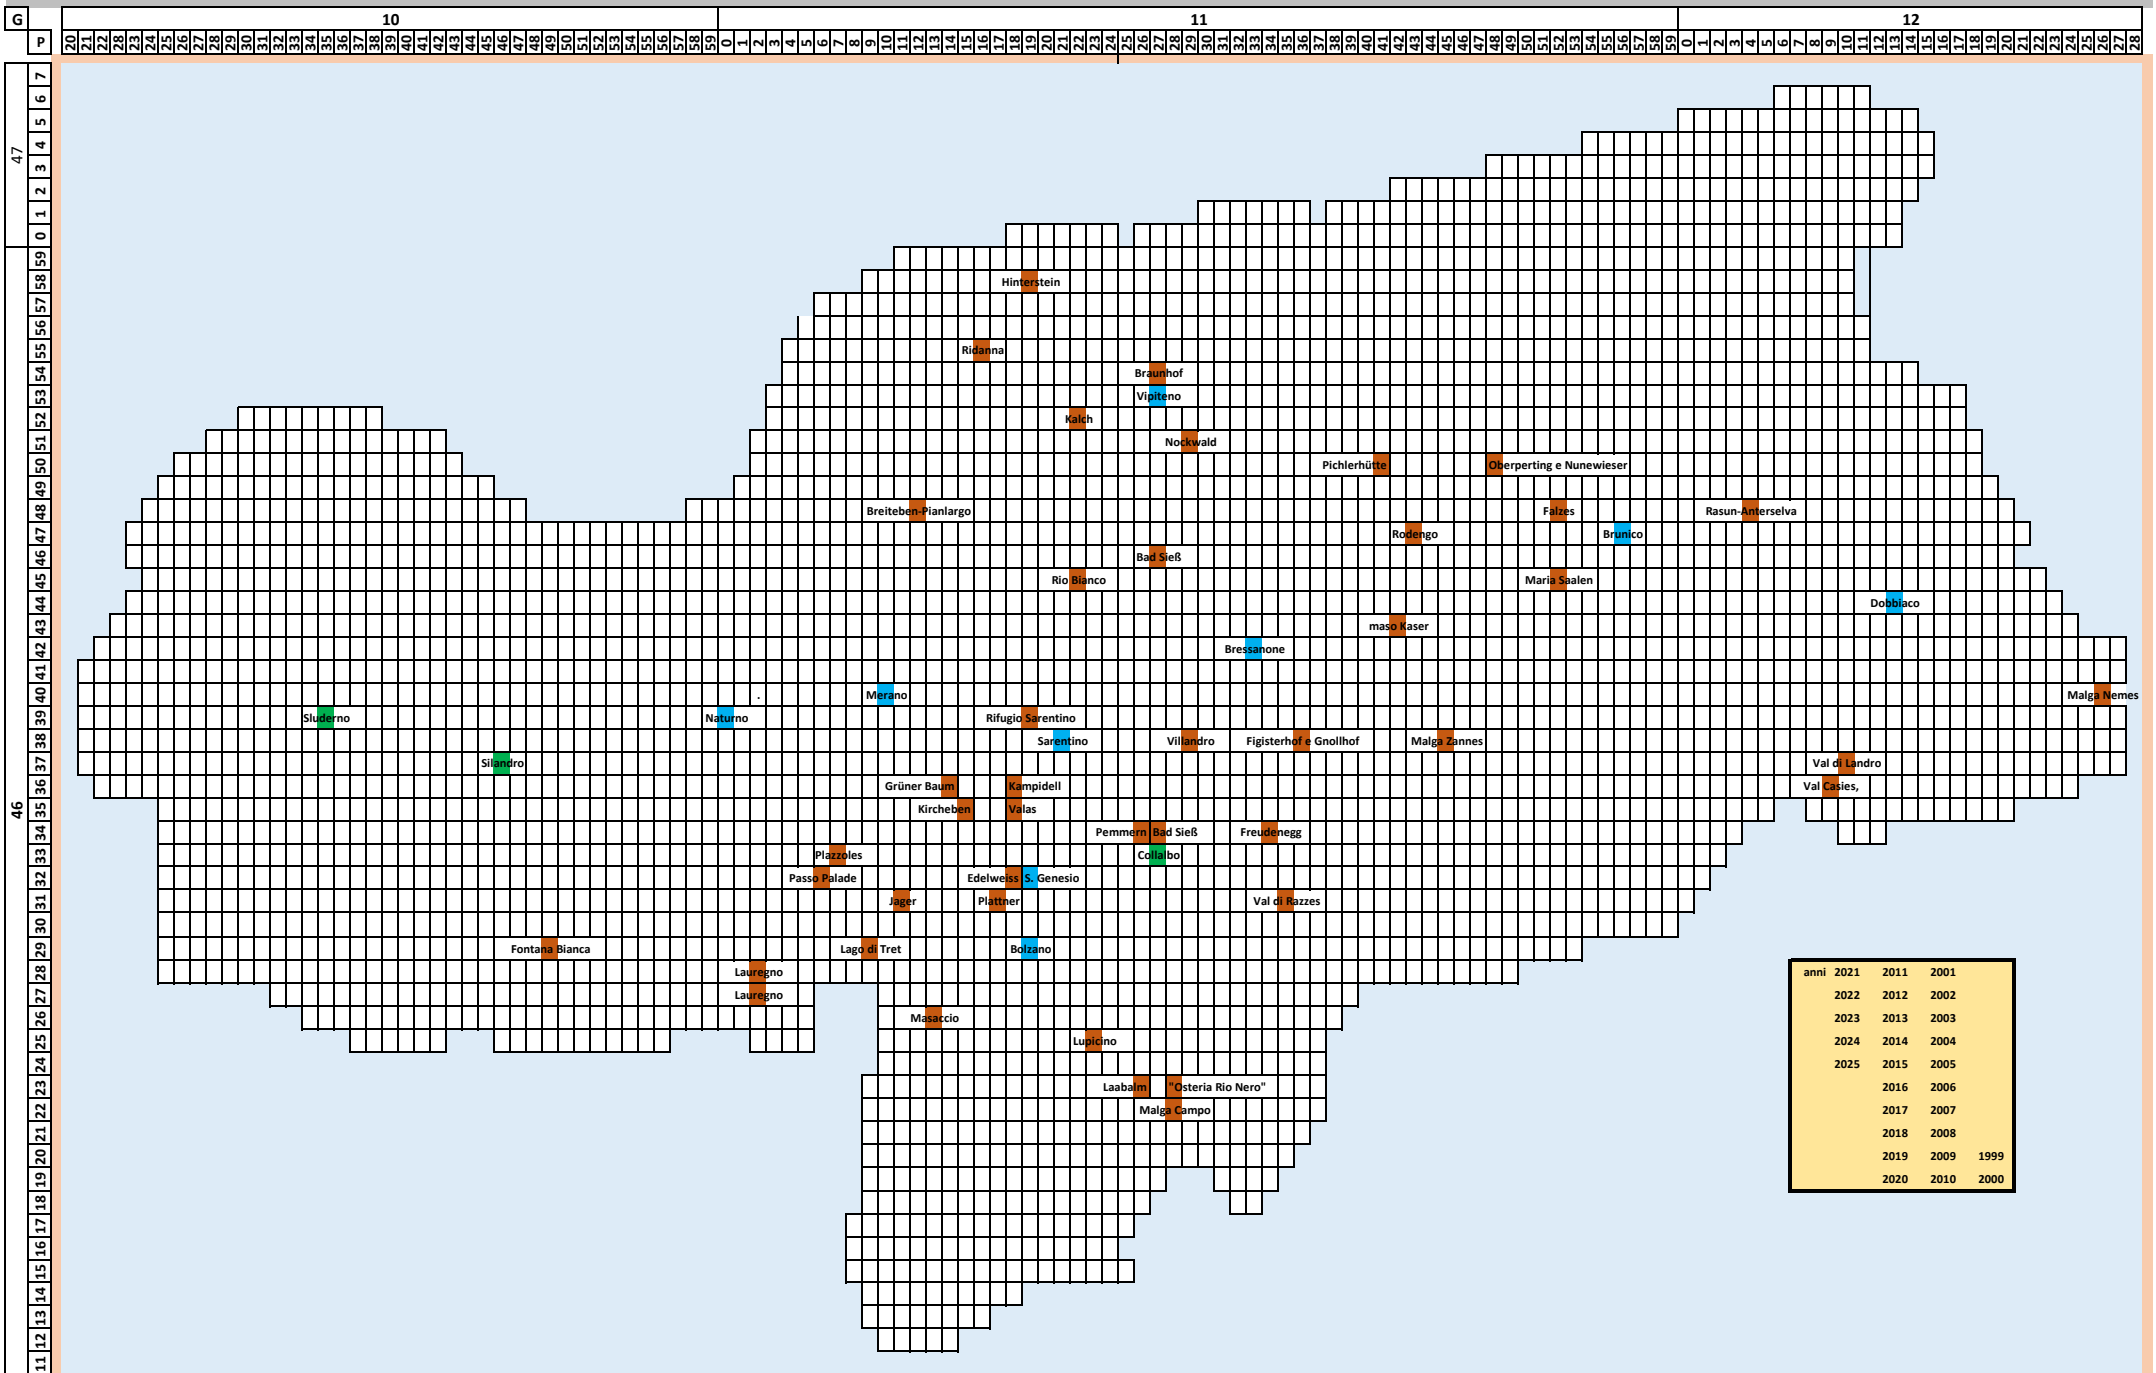 G 10 11 12
P 20 21 22 28 23 24 25 26 27 28 29 30 31 32 33 34 35 36 37 38 39 40 41 42 43 44 45 46 47 48 49 50 51 52 53 54 55 56 57 58 59 0 1 2 3 4 5 6 7 8 9 10 11 12 13 14 15 16 17 18 19 20 21 22 23 24 25 26 27 28 29 30 31 32 33 34 35 36 37 38 39 40 41 42 43 44 45 46 47 48 49 50 51 52 53 54 55 56 57 58 59 0 1 2 3 4 5 6 7 8 9 10 11 12 13 14 15 16 17 18 19 20 21 22 23 24 25 26 27 28
7
6
5
47 4
3
2
1
0
59
58 Hinterstein
57
56
55 Ridanna
54 Braunhof
53 Vipiteno
52 Kalch
51 Nockwald
50 Pichlerhütte Oberperting e Nunewieser
49
48 Breiteben-Pianlargo Falzes Rasun-Anterselva
47 Rodengo Brunico
46 Bad Sieß
45 Rio Bianco Maria Saalen
44 Dobbiaco
43 maso Kaser
42 Bressanone
41
40 . Merano Malga Nemes
39 Sluderno Naturno Rifugio Sarentino
38 Sarentino Villandro Figisterhof e Gnollhof Malga Zannes
37 Silandro Val di Landro
36 Grüner Baum Kampidell Val Casies,
46 35 Kircheben Valas
34 Pemmern Bad Sieß Freudenegg
33 Plazzoles Collalbo
32 Passo Palade Edelweiss S. Genesio
31 Jager Plattner Val di Razzes
30
29 Fontana Bianca Lago di Tret Bolzano
28 Lauregno anni 2021 2011 2001
27 Lauregno 2022 2012 2002
26 Masaccio 2023 2013 2003
25 Lupicino 2024 2014 2004
24 2025 2015 2005
23 Laabalm "Osteria Rio Nero" 2016 2006
22 Malga Campo 2017 2007
21 2018 2008
20 2019 2009 1999
19 2020 2010 2000
18
17
16
15
14
13
12
11